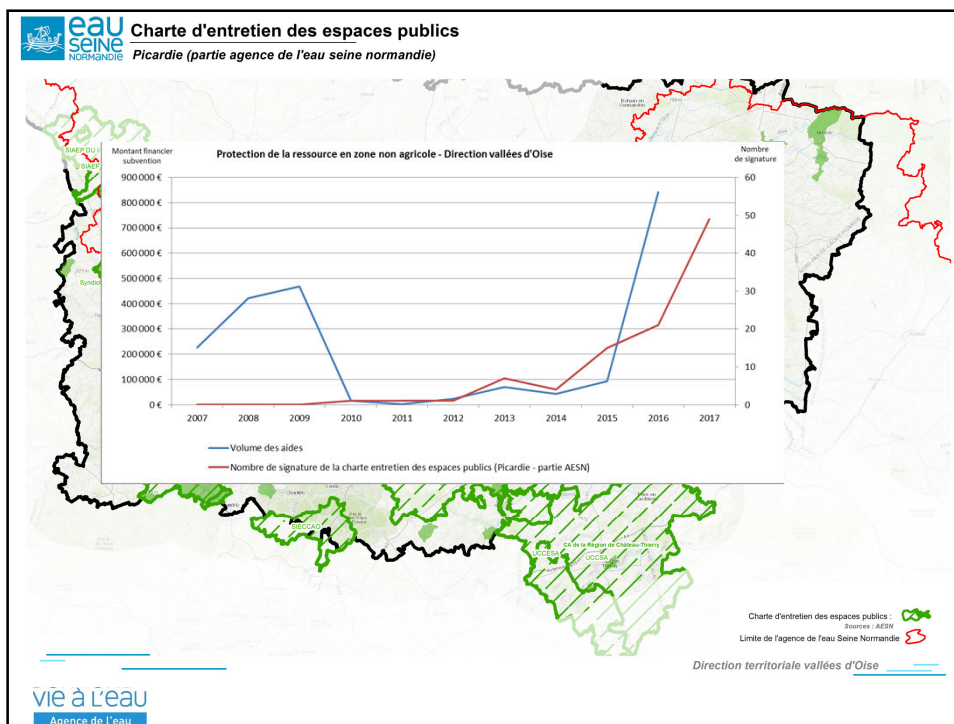 eau
SEINE
NORMANDIE
Charte d'entretien des espaces publics
Picardie (partie agence de l'eau seine normandie)
SIAEP DU
SIAEP
Syndic
Montant financier
subvention
Protection de la ressource en zone non agricole - Direction vallées d'Oise
Nombre
de signature
900 000 €
800 000 €
700 000 €
600 000 €
500 000 €
400 000 €
300 000 €
200 000 €
100 000 €
0 €
60
50
40
30
20
10
0
2007 2008 2009 2010 2011 2012 2013 2014 2015 2016 2017
Volume des aides
Nombre de signature de la charte entretien des espaces publics (Picardie - partie AESN)
Chantilly
SIECCAO
CA de la Région de Château-Thierry
UCCESA
UCCSA
Charte d'entretien des espaces publics :
Sources : AESN
Limite de l'agence de l'eau Seine Normandie
Direction territoriale vallées d'Oise
vie à L'eau
Agence de l'eau